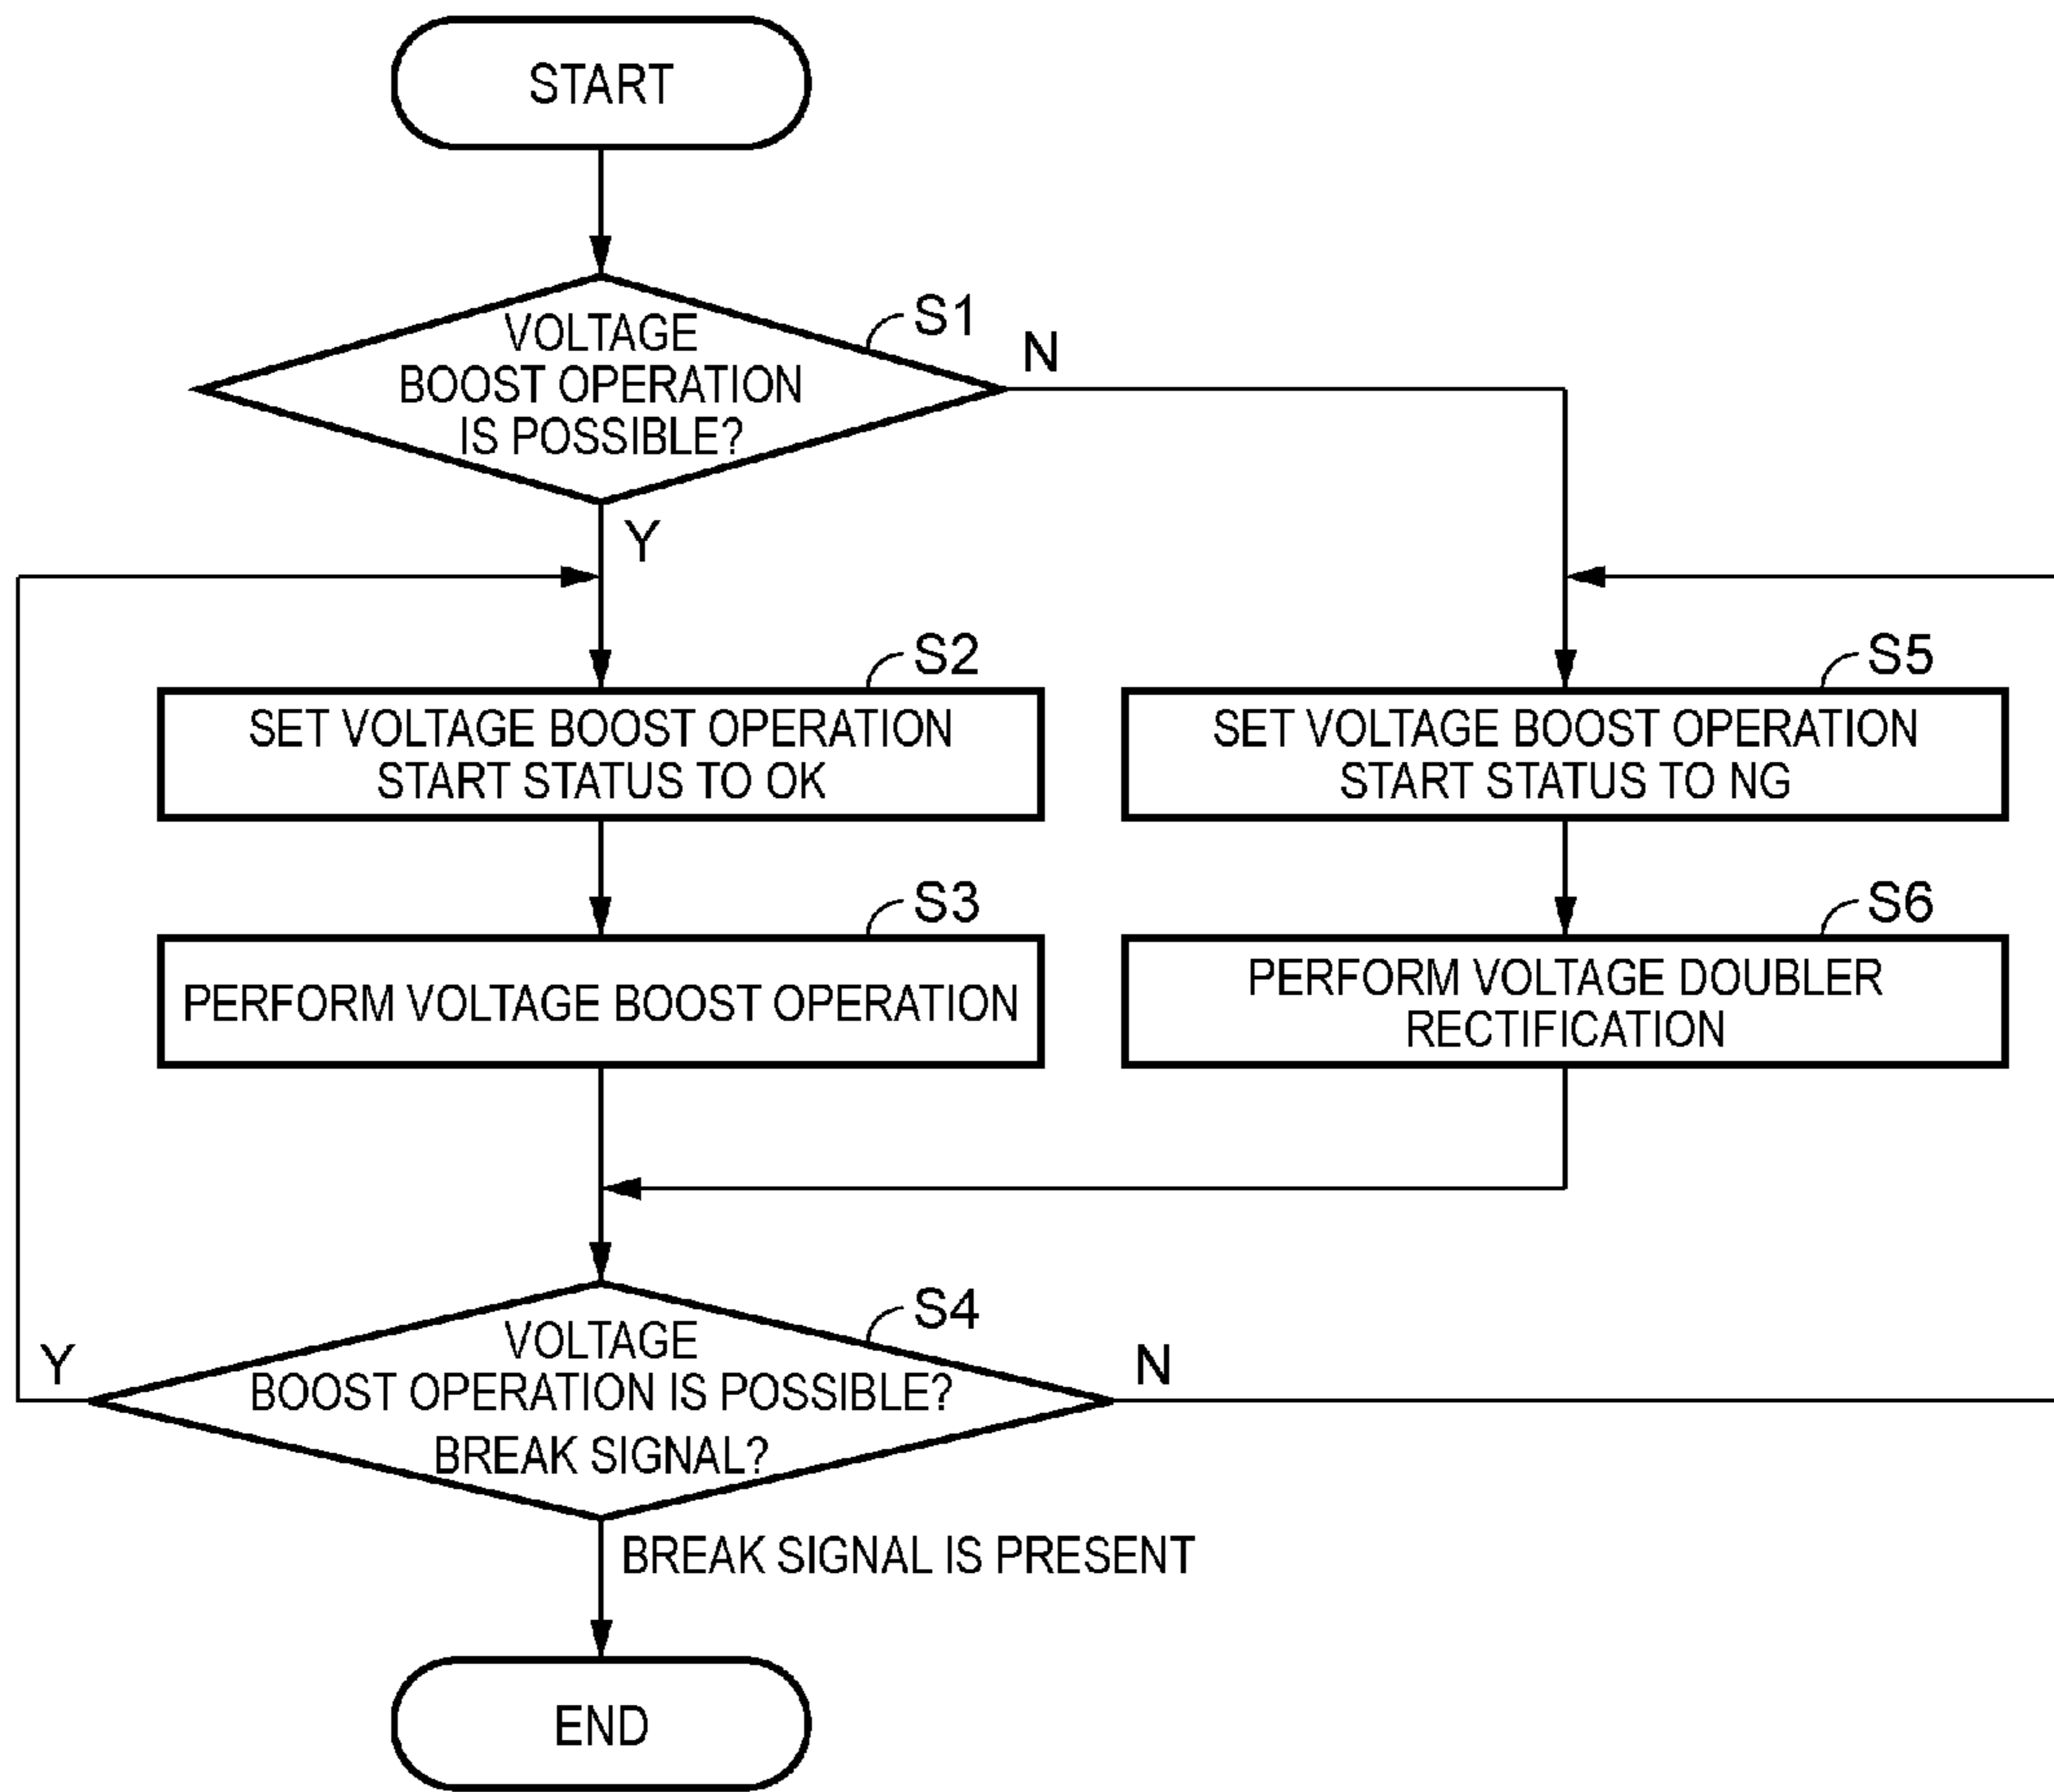 START
S1
VOLTAGE
BOOST OPERATION
IS POSSIBLE?
N
Y
S2
SET VOLTAGE BOOST OPERATION
START STATUS TO OK
S5
SET VOLTAGE BOOST OPERATION
START STATUS TO NG
S3
PERFORM VOLTAGE BOOST OPERATION
S6
PERFORM VOLTAGE DOUBLER
RECTIFICATION
S4
VOLTAGE
BOOST OPERATION IS POSSIBLE?
BREAK SIGNAL?
Y
N
BREAK SIGNAL IS PRESENT
END